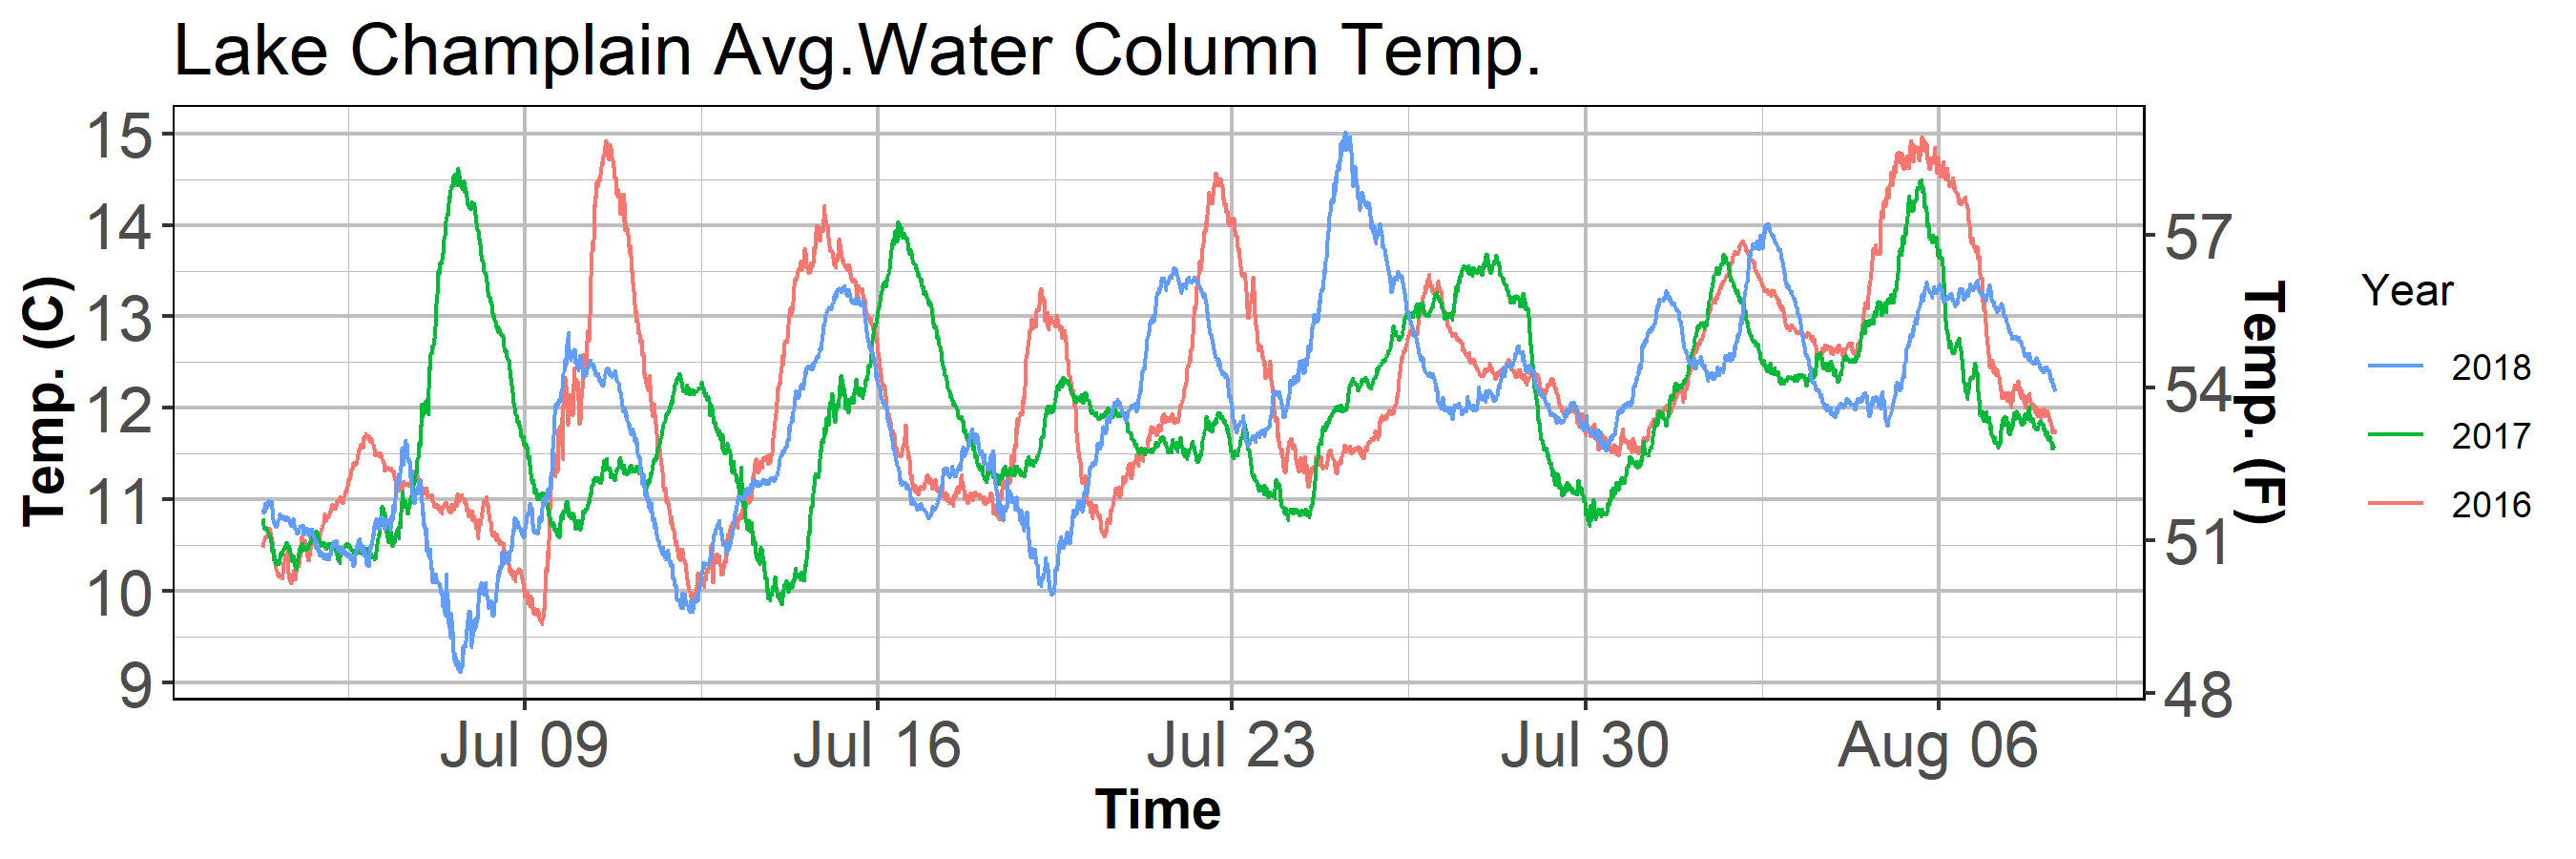 Lake Champlain Avg.Water Column Temp.
Temp. (C)
15
14
13
12
11
10
9
57
54
51
48
Temp. (F)
Jul 09
Jul 16
Jul 23
Jul 30
Aug 06
Time
Year
2018
2017
2016